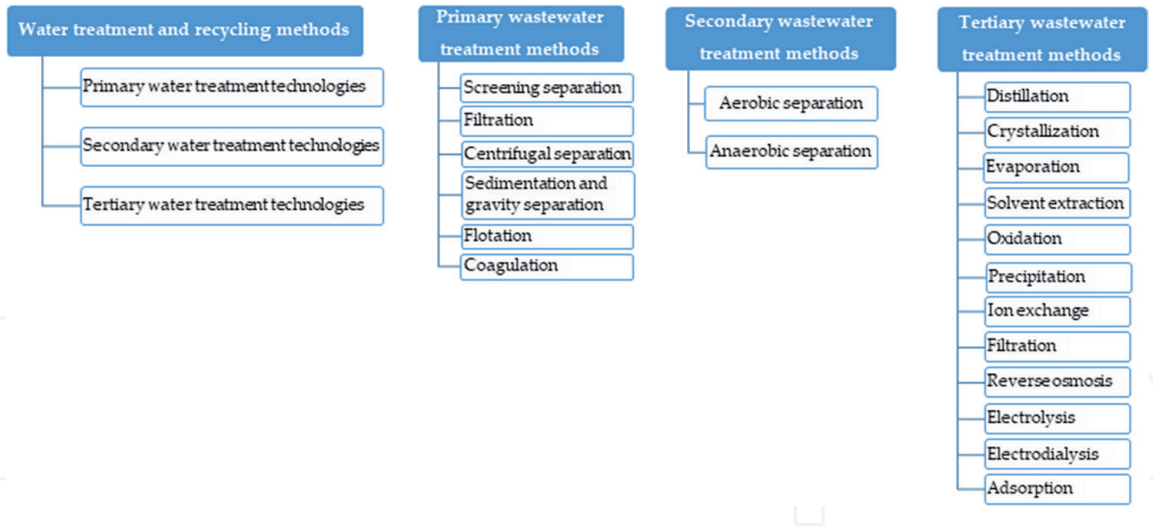 Water treatment and recycling methods
Primary water treatment technologies
Secondary water treatment technologies
Tertiary water treatment technologies
Primary wastewater
treatment methods
Screening separation
Filtration
Centrifugal separation
Sedimentation and
gravity separation
Flotation
Coagulation
Secondary wastewater
treatment methods
Aerobic separation
Anaerobic separation
Tertiary wastewater
treatment methods
Distillation
Crystallization
Evaporation
Solvent extraction
Oxidation
Precipitation
Ion exchange
Filtration
Reverse osmosis
Electrolysis
Electrodialysis
Adsorption